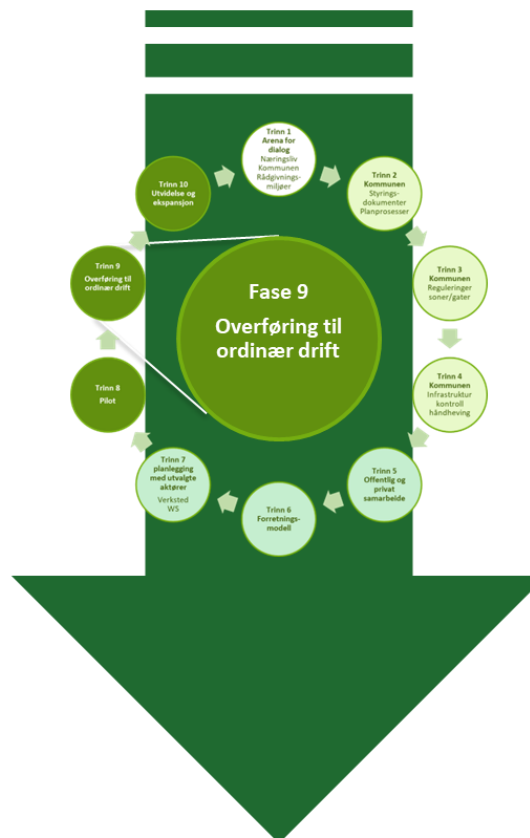 Trinn 1
Arena for
dialog
Næringsliv
Kommunen
Rådgivnings-
miljøer
Trinn 2
Kommunen
Styrings-
dokumenter
Planprosesser
Trinn 3
Kommunen
Reguleringer
soner/gater
Trinn 4
Kommunen
Infrastruktur
kontroll
håndheving
Trinn 5
Offentlig og
privat
samarbeide
Trinn 6
Forretnings-
modell
Trinn 7
planlegging
med utvalgte
aktører
Verksted
WS
Trinn 8
Pilot
Trinn 9
Overføring til
ordinær drift
Trinn 10
Utvidelse og
ekspansjon
Fase 9
Overføring til
ordinær drift